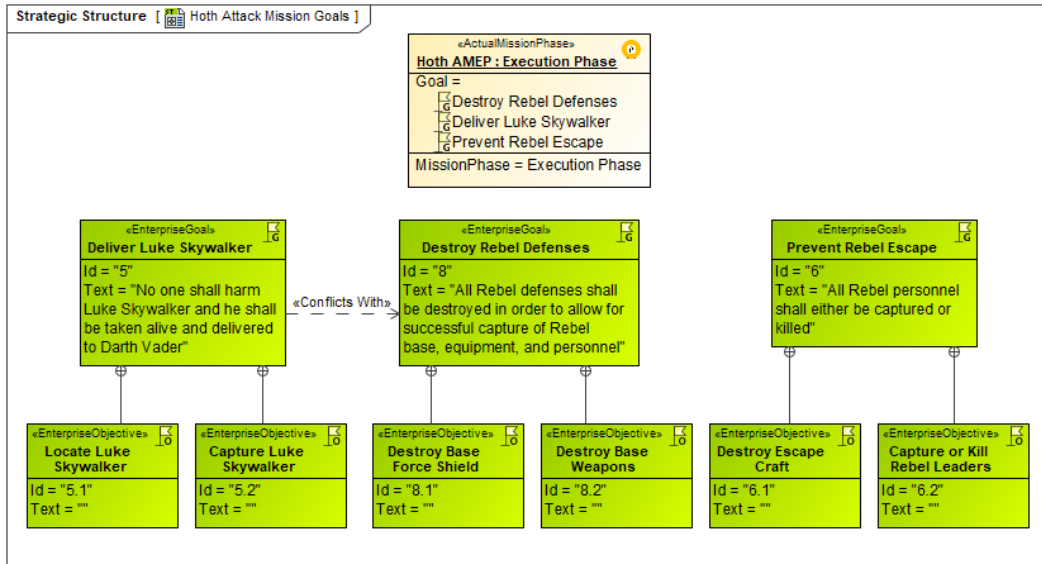 Strategic Structure [ Hoth Attack Mission Goals ]
«ActualMissionPhase»
Hoth AMEP : Execution Phase
Goal =
Destroy Rebel Defenses
Deliver Luke Skywalker
Prevent Rebel Escape
MissionPhase = Execution Phase
«EnterpriseGoal»
Deliver Luke Skywalker
Id = "5"
Text = "No one shall harm
Luke Skywalker and he shall
be taken alive and delivered
to Darth Vader"
«Conflicts With»
«EnterpriseGoal»
Destroy Rebel Defenses
Id = "8"
Text = "All Rebel defenses shall
be destroyed in order to allow for
successful capture of Rebel
base, equipment, and personnel"
«EnterpriseGoal»
Prevent Rebel Escape
Id = "6"
Text = "All Rebel personnel
shall either be captured or
killed"
«EnterpriseObjective»
Locate Luke
Skywalker
Id = "5.1"
Text = ""
«EnterpriseObjective»
Capture Luke
Skywalker
Id = "5.2"
Text = ""
«EnterpriseObjective»
Destroy Base
Force Shield
Id = "8.1"
Text = ""
«EnterpriseObjective»
Destroy Base
Weapons
Id = "8.2"
Text = ""
«EnterpriseObjective»
Destroy Escape
Craft
Id = "6.1"
Text = ""
«EnterpriseObjective»
Capture or Kill
Rebel Leaders
Id = "6.2"
Text = ""